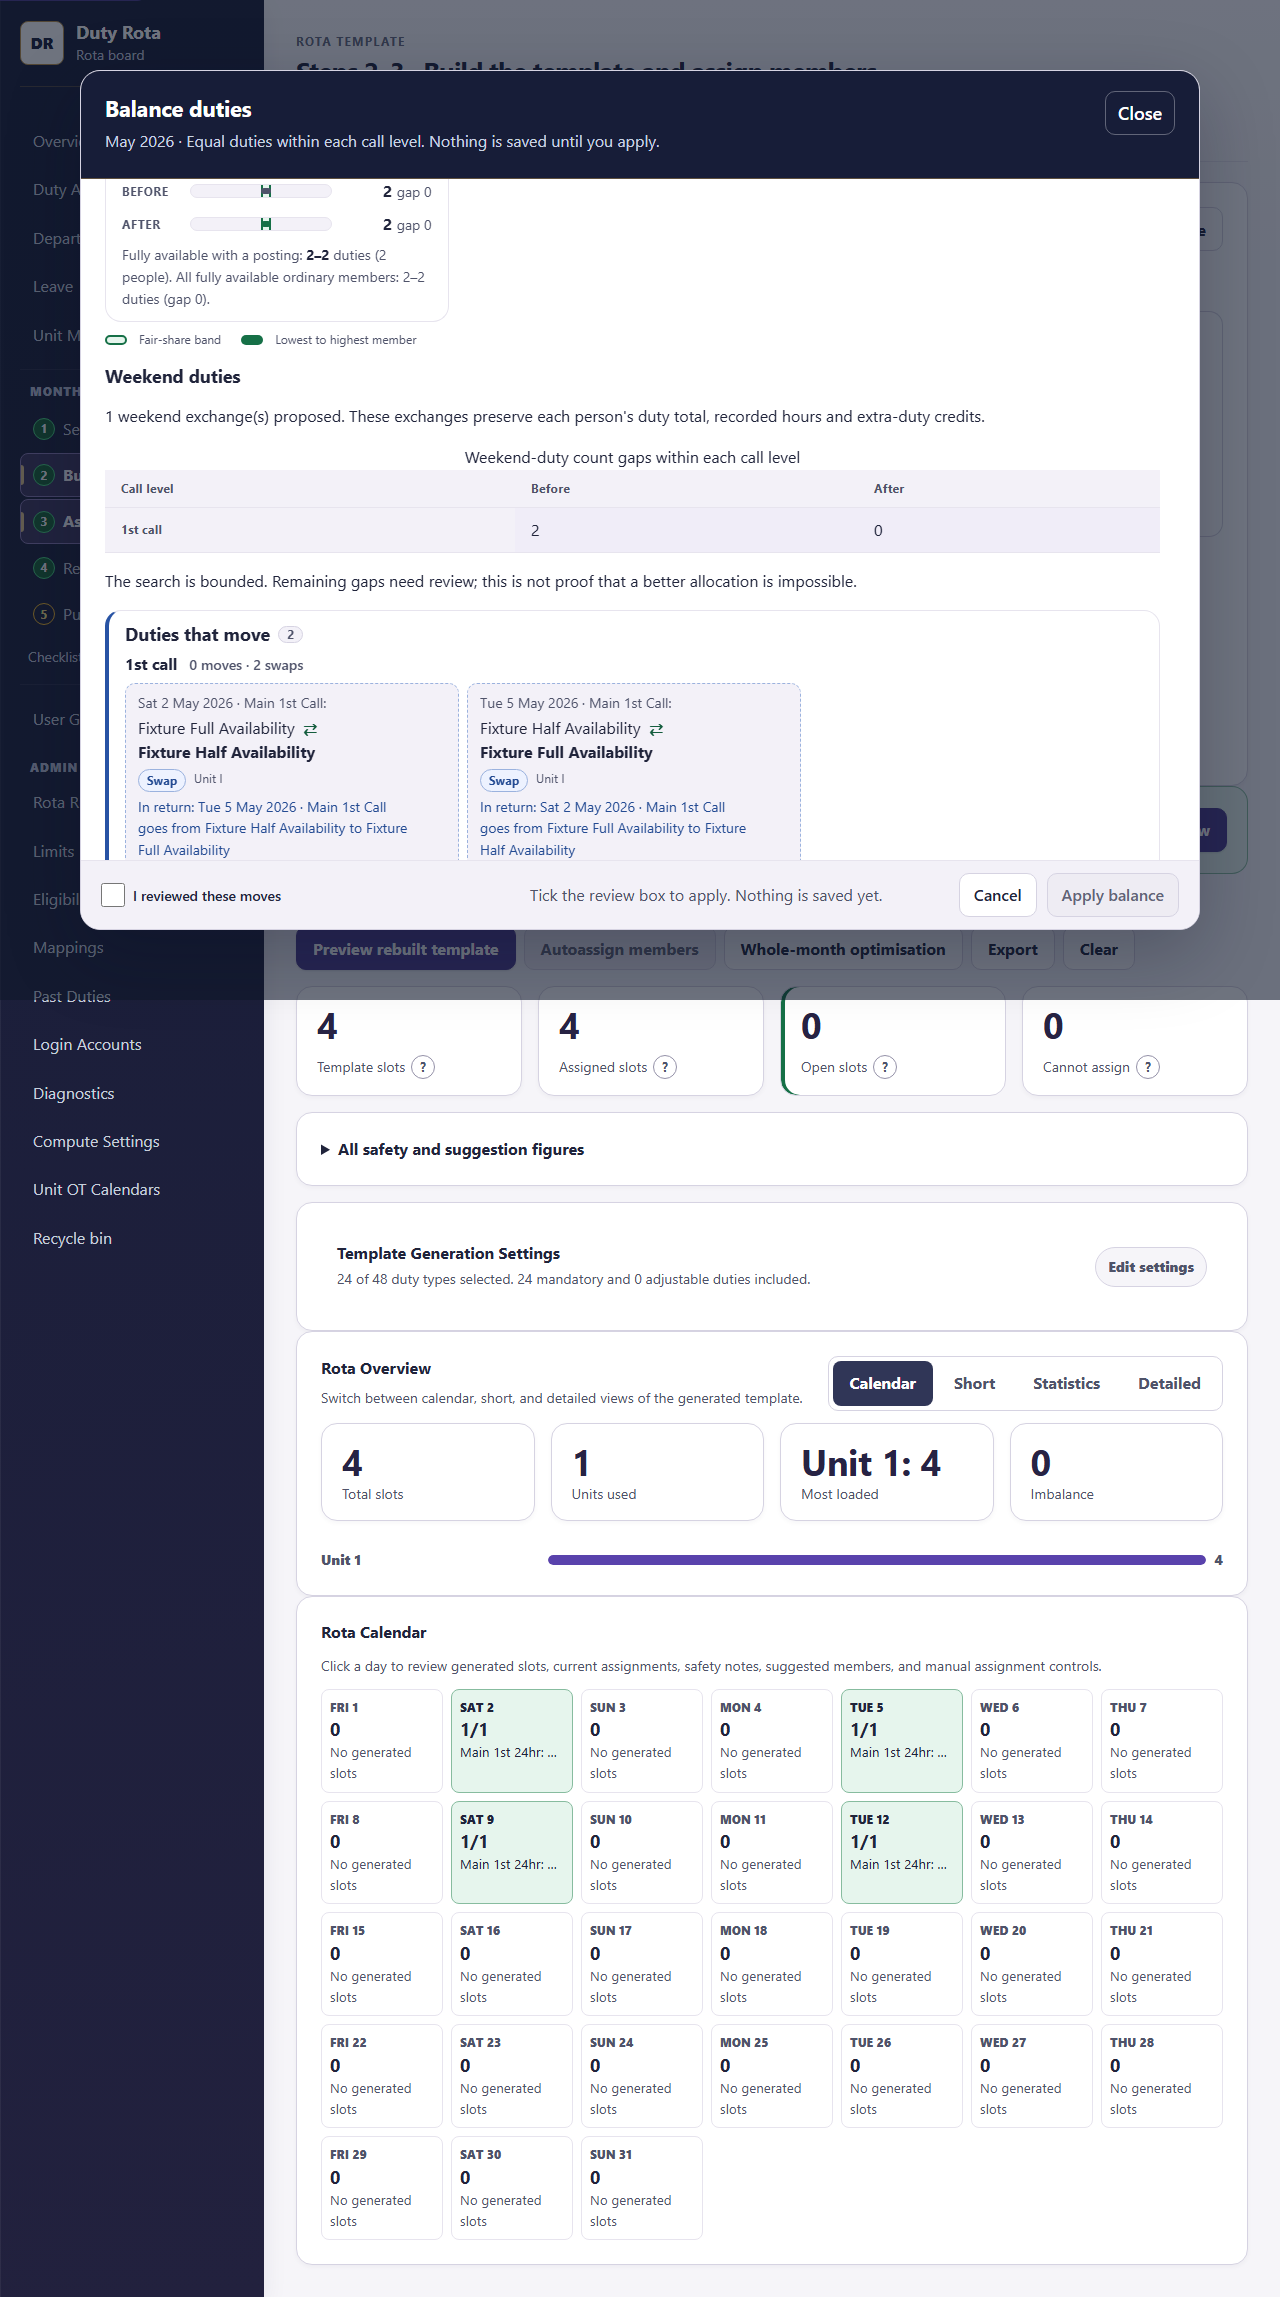 DR
Duty Rota
Rota board
Overvi
Duty A
Depart
Leave
Unit M
MONTH
1 Se
2 Bu
3 As
4 Re
5 Pu
Checklis
User G
ADMIN
Rota R
Limits
Eligibil
Mappings
Past Duties
Login Accounts
Diagnostics
Compute Settings
Unit OT Calendars
Recycle bin
ROTA TEMPLATE
Balance duties
May 2026 · Equal duties within each call level. Nothing is saved until you apply.
Close
BEFORE 2 gap 0
AFTER 2 gap 0
Fully available with a posting: 2–2 duties (2
people). All fully available ordinary members: 2–2
duties (gap 0).
Fair-share band Lowest to highest member
Weekend duties
1 weekend exchange(s) proposed. These exchanges preserve each person's duty total, recorded hours and extra-duty credits.
Weekend-duty count gaps within each call level
Call level Before After
1st call 2 0
The search is bounded. Remaining gaps need review; this is not proof that a better allocation is impossible.
Duties that move 2
1st call 0 moves · 2 swaps
Sat 2 May 2026 · Main 1st Call:
Fixture Full Availability ⇄
Fixture Half Availability
Swap Unit I
In return: Tue 5 May 2026 · Main 1st Call
goes from Fixture Half Availability to Fixture
Full Availability
Tue 5 May 2026 · Main 1st Call:
Fixture Half Availability ⇄
Fixture Full Availability
Swap Unit I
In return: Sat 2 May 2026 · Main 1st Call
goes from Fixture Full Availability to Fixture
Half Availability
I reviewed these moves
Tick the review box to apply. Nothing is saved yet.
Cancel
Apply balance
Preview rebuilt template
Autoassign members
Whole-month optimisation
Export
Clear
4
Template slots ?
4
Assigned slots ?
0
Open slots ?
0
Cannot assign ?
All safety and suggestion figures
Template Generation Settings
24 of 48 duty types selected. 24 mandatory and 0 adjustable duties included.
Edit settings
Rota Overview
Switch between calendar, short, and detailed views of the generated template.
Calendar Short Statistics Detailed
4
Total slots
1
Units used
Unit 1: 4
Most loaded
0
Imbalance
Unit 1 4
Rota Calendar
Click a day to review generated slots, current assignments, safety notes, suggested members, and manual assignment controls.
FRI 1
0
No generated
slots
SAT 2
1/1
Main 1st 24hr: ...
SUN 3
0
No generated
slots
MON 4
0
No generated
slots
TUE 5
1/1
Main 1st 24hr: ...
WED 6
0
No generated
slots
THU 7
0
No generated
slots
FRI 8
0
No generated
slots
SAT 9
1/1
Main 1st 24hr: ...
SUN 10
0
No generated
slots
MON 11
0
No generated
slots
TUE 12
1/1
Main 1st 24hr: ...
WED 13
0
No generated
slots
THU 14
0
No generated
slots
FRI 15
0
No generated
slots
SAT 16
0
No generated
slots
SUN 17
0
No generated
slots
MON 18
0
No generated
slots
TUE 19
0
No generated
slots
WED 20
0
No generated
slots
THU 21
0
No generated
slots
FRI 22
0
No generated
slots
SAT 23
0
No generated
slots
SUN 24
0
No generated
slots
MON 25
0
No generated
slots
TUE 26
0
No generated
slots
WED 27
0
No generated
slots
THU 28
0
No generated
slots
FRI 29
0
No generated
slots
SAT 30
0
No generated
slots
SUN 31
0
No generated
slots